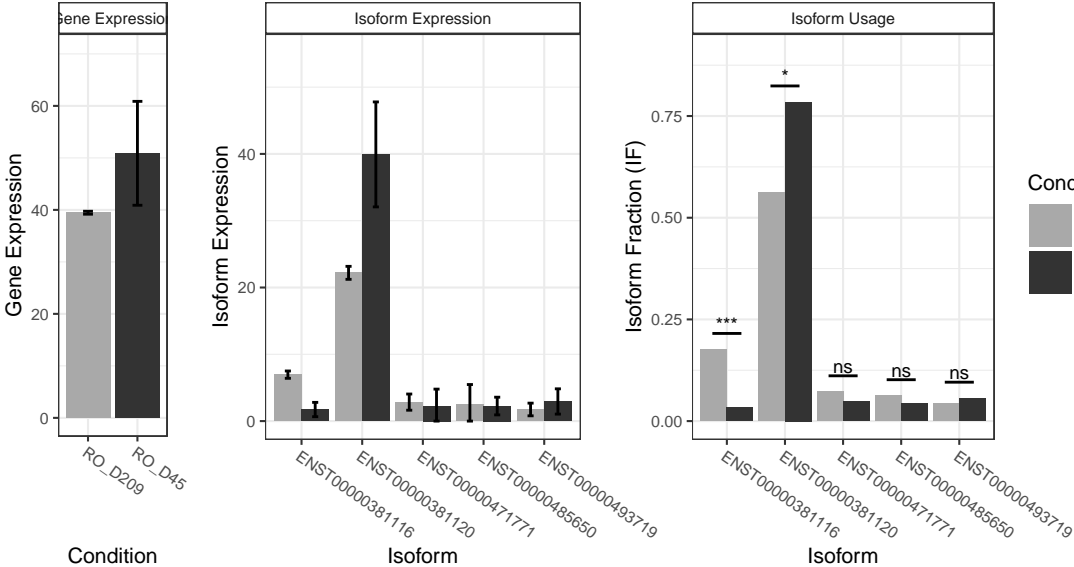 Gene Expression
Gene Expression
60
40
20
0
RO_D209
RO_D45
Condition
Isoform Expression
Isoform Expression
40
20
0
ENST00000381116
ENST00000381120
ENST00000471771
ENST00000485650
ENST00000493719
Isoform
Isoform Usage
Isoform Fraction (IF)
0.75
0.50
0.25
0.00
***
*
ns
ns
ns
ENST00000381116
ENST00000381120
ENST00000471771
ENST00000485650
ENST00000493719
Isoform
Cond